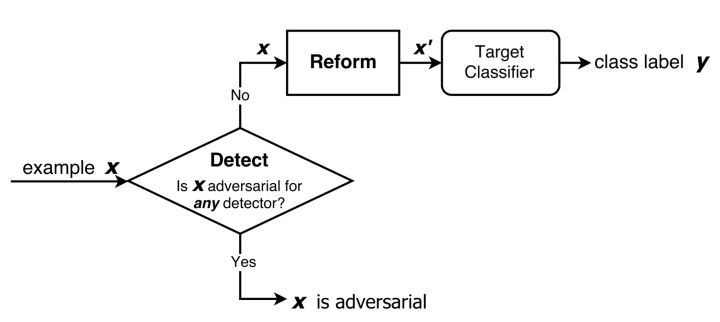 x
Reform
x'
Target
Classifier
class label y
No
example x
Detect
Is x adversarial for
any detector?
Yes
x is adversarial